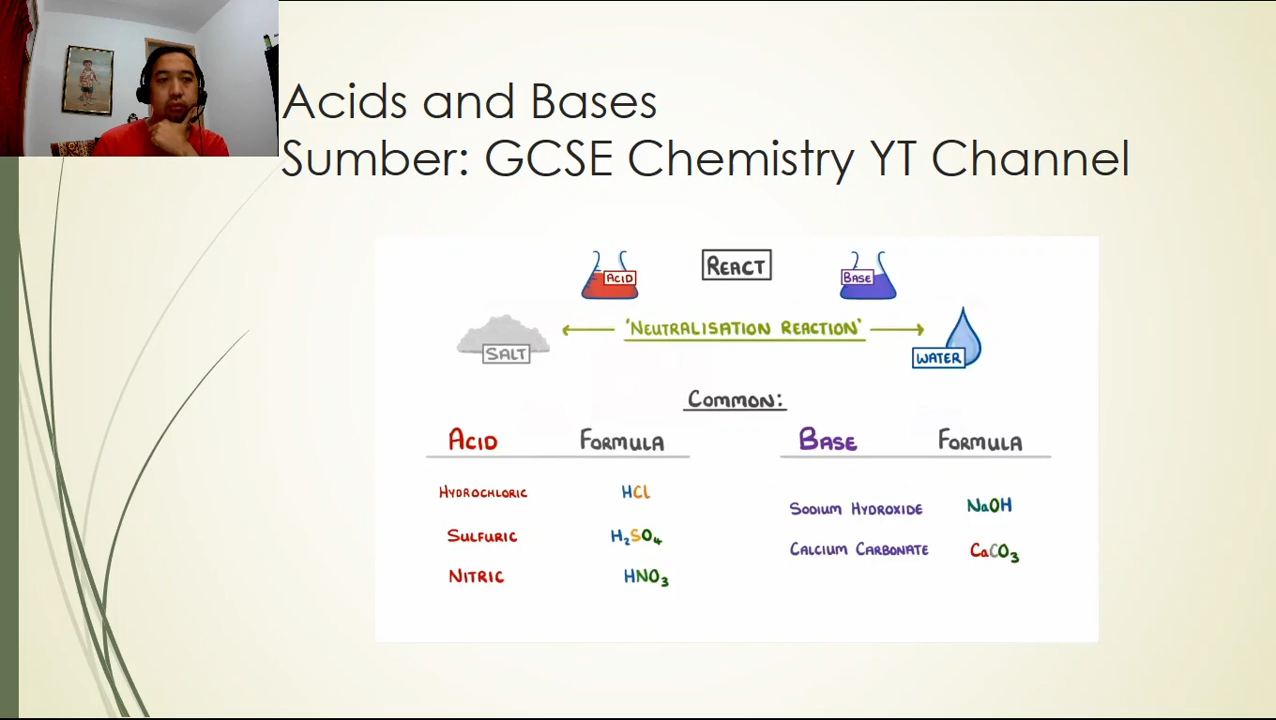 Acids and Bases
Sumber: GCSE Chemistry YT Channel
ACID
REACT
BASE
'NEUTRALISATION REACTION'
SALT
WATER
COMMON:
ACID FORMULA
BASE FORMULA
HYDROCHLORIC HCl
SULFURIC H₂SO₄
NITRIC HNO₃
SODIUM HYDROXIDE NaOH
CALCIUM CARBONATE CaCO₃